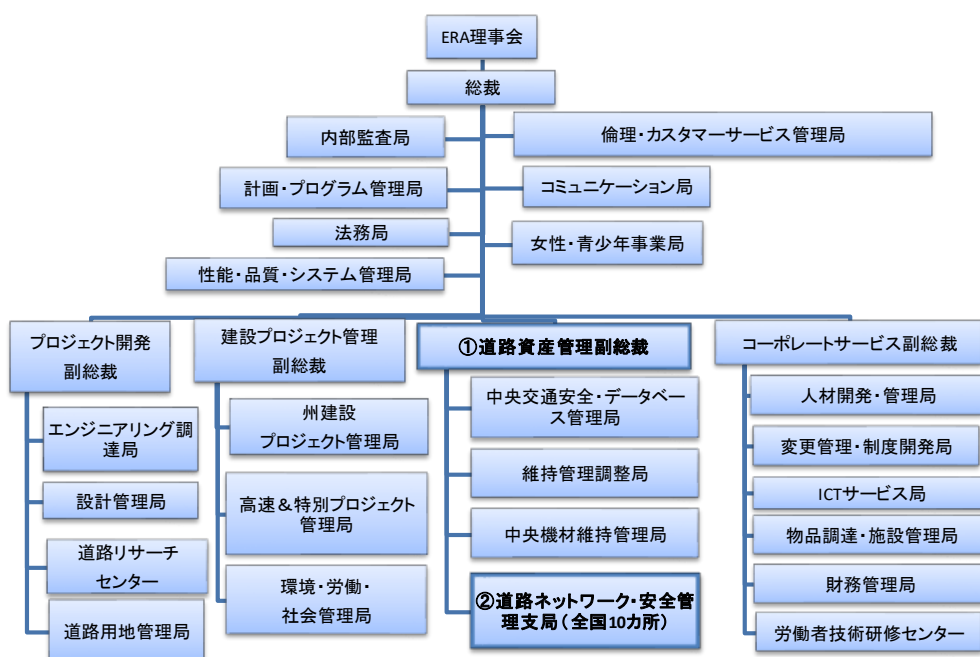 ERA理事会
総裁
内部監査局
倫理・カスタマーサービス管理局
計画・プログラム管理局
コミュニケーション局
法務局
女性・青少年事業局
性能・品質・システム管理局
プロジェクト開発
副総裁
エンジニアリング調
達局
設計管理局
道路リサーチ
センター
道路用地管理局
建設プロジェクト管理
副総裁
州建設
プロジェクト管理局
高速＆特別プロジェクト
管理局
環境・労働・
社会管理局
①道路資産管理副総裁
中央交通安全・データベー
ス管理局
維持管理調整局
中央機材維持管理局
②道路ネットワーク・安全管
理支局（全国10カ所）
コーポレートサービス副総裁
人材開発・管理局
変更管理・制度開発局
ICTサービス局
物品調達・施設管理局
財務管理局
労働者技術研修センター